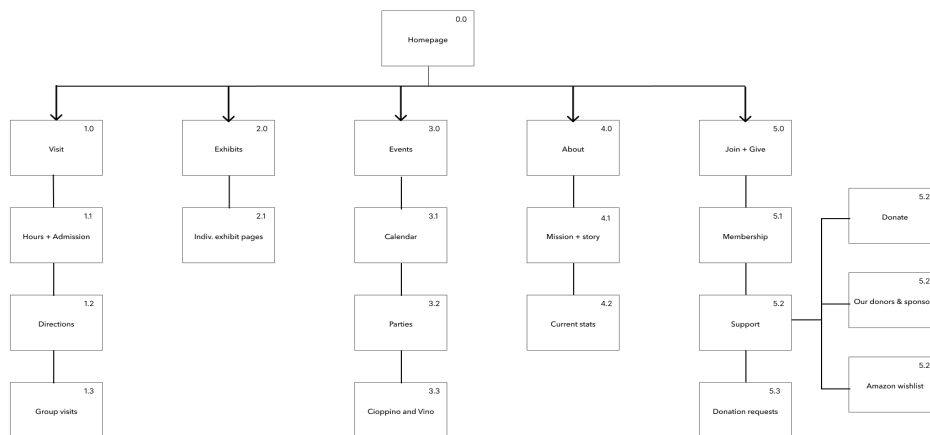 0.0
Homepage
1.0
Visit
2.0
Exhibits
3.0
Events
4.0
About
5.0
Join + Give
1.1
Hours + Admission
2.1
Indiv. exhibit pages
3.1
Calendar
4.1
Mission + story
5.1
Membership
5.2
Donate
1.2
Directions
3.2
Parties
4.2
Current stats
5.2
Support
5.2
Our donors & sponso
5.2
Amazon wishlist
1.3
Group visits
3.3
Cioppino and Vino
5.3
Donation requests